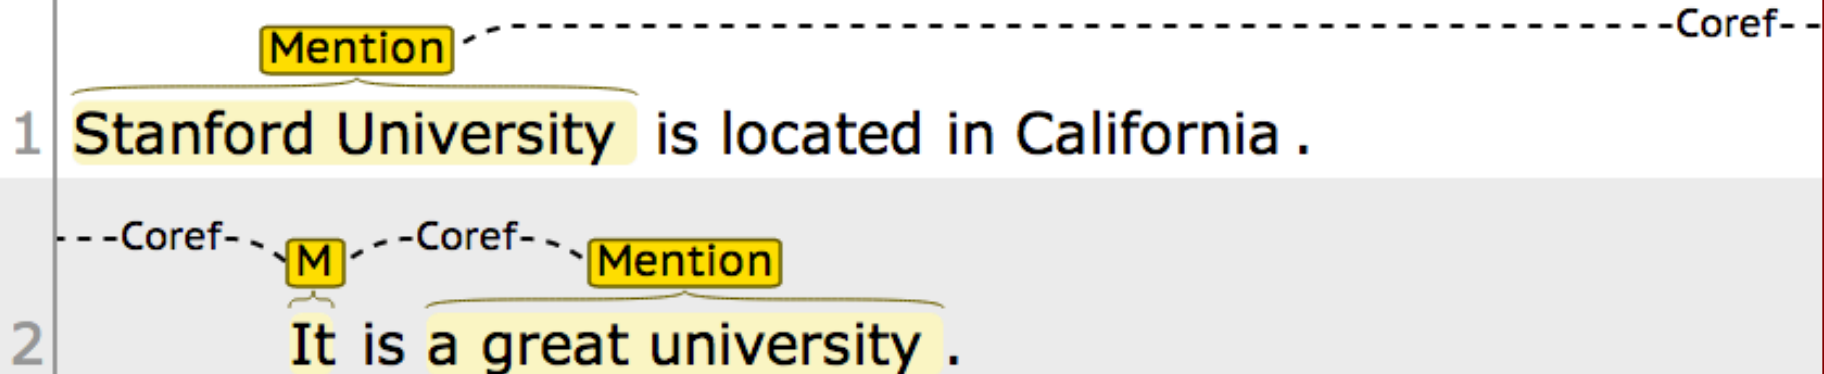 Mention Coref
1 Stanford University is located in California .
Coref M Coref Mention
2 It is a great university .